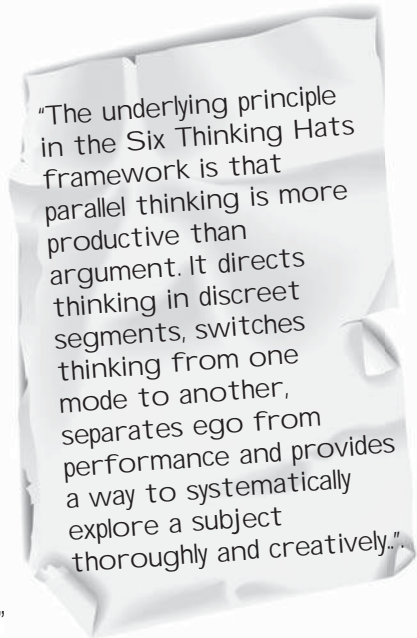 “The underlying principle
in the Six Thinking Hats
framework is that
parallel thinking is more
productive than
argument. It directs
thinking in discreet
segments, switches
thinking from one
mode to another,
separates ego from
performance and provides
a way to systematically
explore a subject
thoroughly and creatively..”.
”